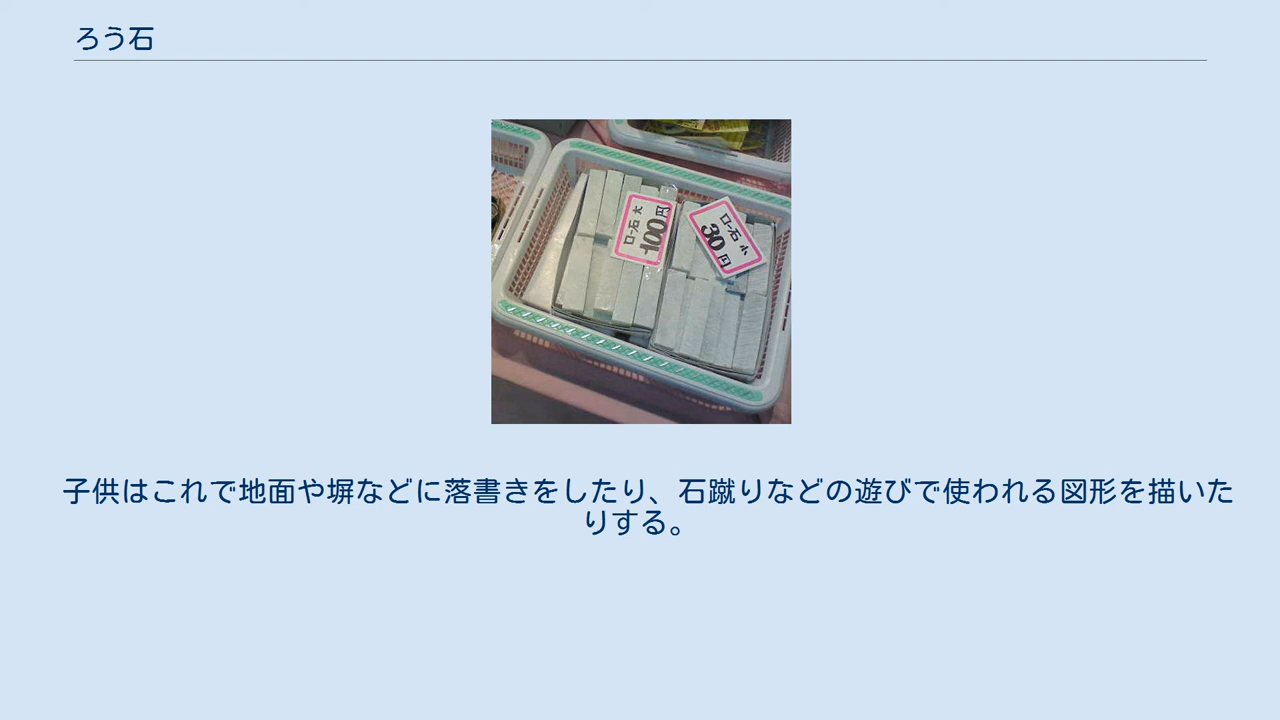 ろう石
ロー石 大
100円
ロー石 小
30円
子供はこれで地面や塀などに落書きをしたり、石蹴りなどの遊びで使われる図形を描いた
りする。